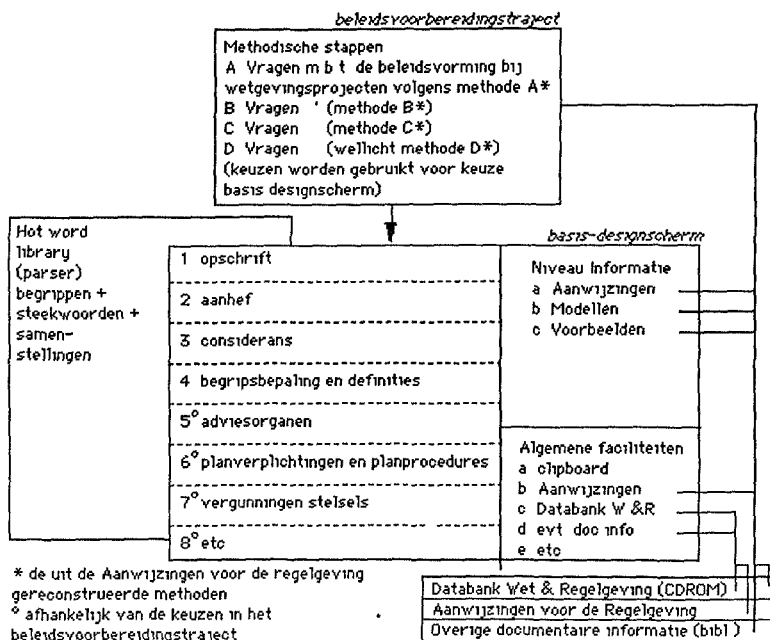 beleidsvoorbereidingstraject
Methodische stappen
A Vragen m b t de beleidsvorming bij
wetgevingsprojecten volgens methode A*
B Vragen ' (methode B*)
C Vragen (methode C*)
D Vragen (wellicht methode D*)
(keuzen worden gebruikt voor keuze
basis designscherm)
Hot word
library
(parser)
begrippen +
steekwoorden +
samen-
stellingen
1 opschrift
2 aanhef
3 considerans
4 begripsbepaling en definities
5° adviesorganen
6° planverplichtingen en planprocedures
7° vergunningen stelsels
8° etc
basis-designscherm
Niveau Informatie
a Aanwijzingen
b Modellen
c Voorbeelden
Algemene faciliteiten
a clipboard
b Aanwijzingen
c Databank W &R
d evt doc info
e etc
* de uit de Aanwijzingen voor de regelgeving
gereconstrueerde methoden
° afhankelijk van de keuzen in het
beleidsvoorbereidingstraject
Databank Wet & Regelgeving (CDROM)
Aanwijzingen voor de Regelgeving
Overige documentaire informatie (bibl )